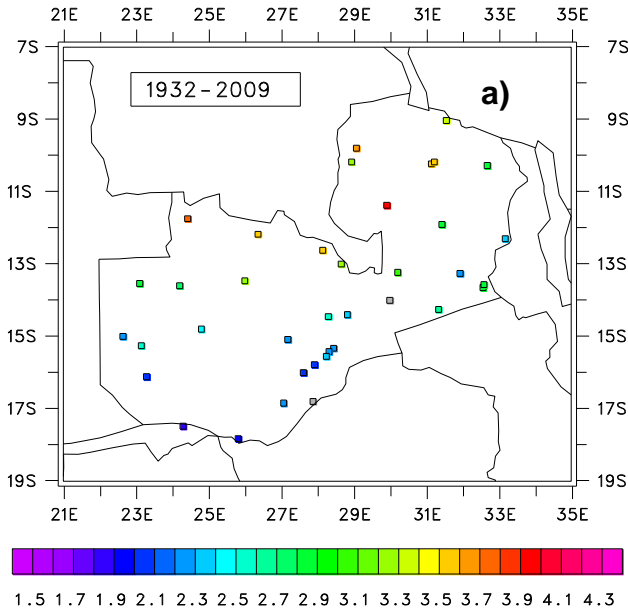 21E 23E 25E 27E 29E 31E 33E 35E
7S 7S
1932-2009 a)
9S 9S
11S 11S
13S 13S
15S 15S
17S 17S
19S 19S
21E 23E 25E 27E 29E 31E 33E 35E
1.5 1.7 1.9 2.1 2.3 2.5 2.7 2.9 3.1 3.3 3.5 3.7 3.9 4.1 4.3